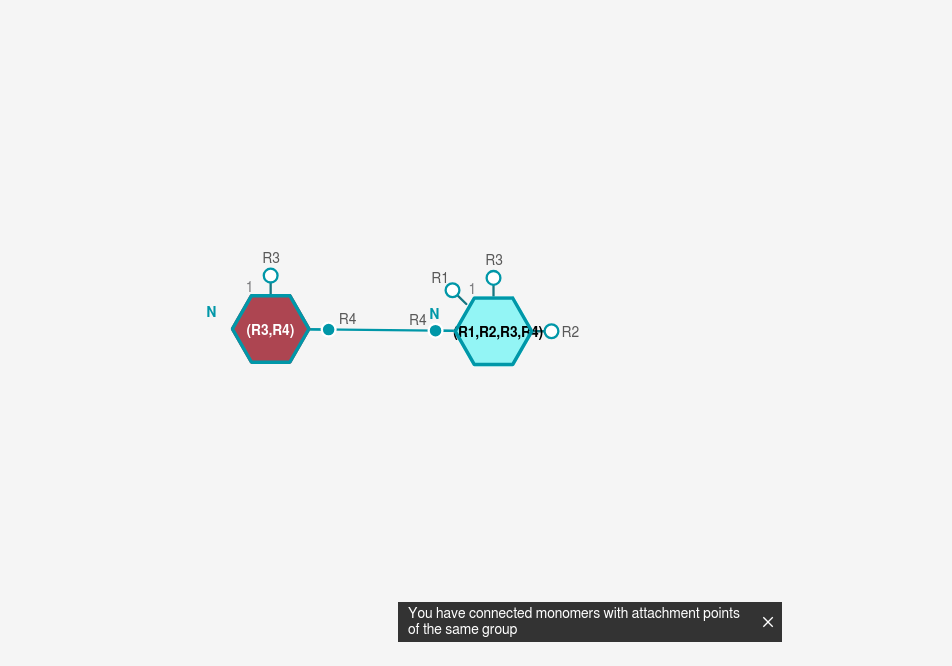 R3
R3
R1
1
1
N
N
R4
R4
(R3,R4)
(R1,R2,R3,R4)
R2
You have connected monomers with attachment points
of the same group